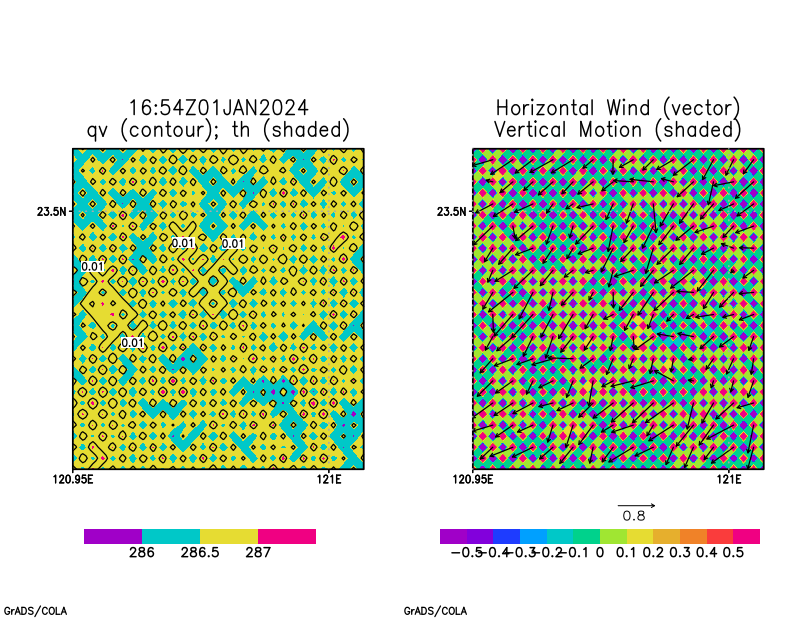 16:54Z01JAN2024
qv (contour); th (shaded)
0.01
0.01
0.01
0.01
23.5N
120.95E
121E
286
286.5
287
Horizontal Wind (vector)
Vertical Motion (shaded)
23.5N
120.95E
121E
0.8
-0.5 -0.4 -0.3 -0.2 -0.1 0 0.1 0.2 0.3 0.4 0.5
GrADS/COLA
GrADS/COLA